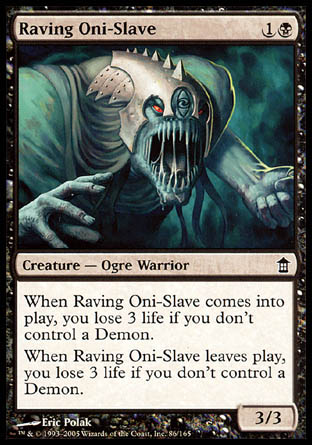 Raving Oni-Slave 1
Creature — Ogre Warrior
When Raving Oni-Slave comes into
play, you lose 3 life if you don't
control a Demon.
When Raving Oni-Slave leaves play,
you lose 3 life if you don't control a
Demon.
Eric Polak
™ & © 1993–2005 Wizards of the Coast, Inc. 86/165
3/3